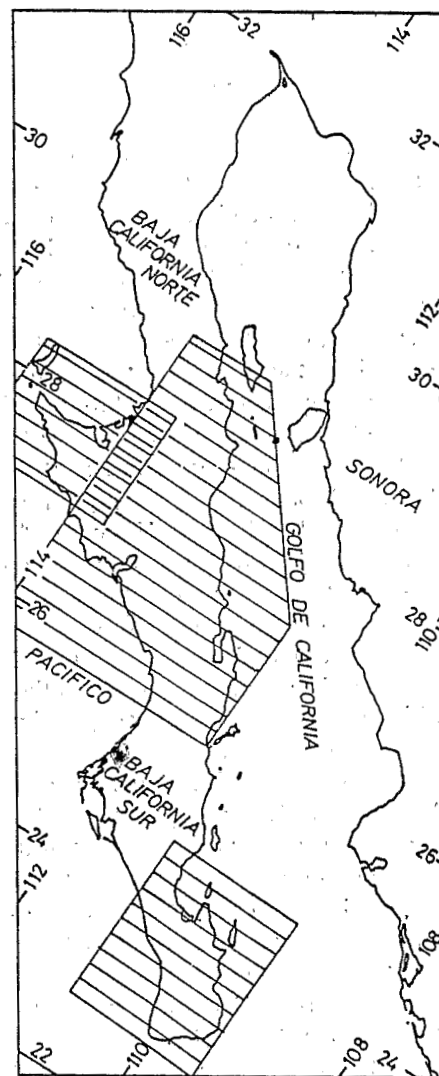 116
32
114
30
32
BAJA
CALIFORNIA
NORTE
116
112
30
28
SONORA
GOLFO DE CALIFORNIA
114
26
28
110
PACIFICO
BAJA
CALIFORNIA
SUR
24
112
26
108
22
110
108
24